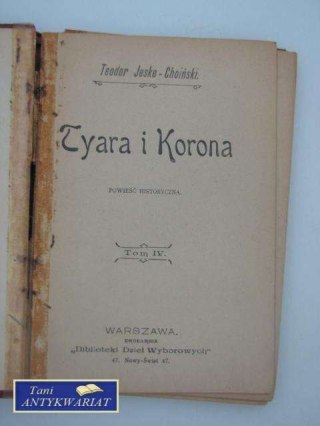 Teodor Jeske-Choiński.
Tyara i Korona
POWIEŚĆ HISTORYCZNA.
Tom IV.
WARSZAWA.
DRUKARNIA
„Biblioteki Dzieł Wyborowych”
47. Nowy-Świat 47.
Tani
ANTYKWARIAT